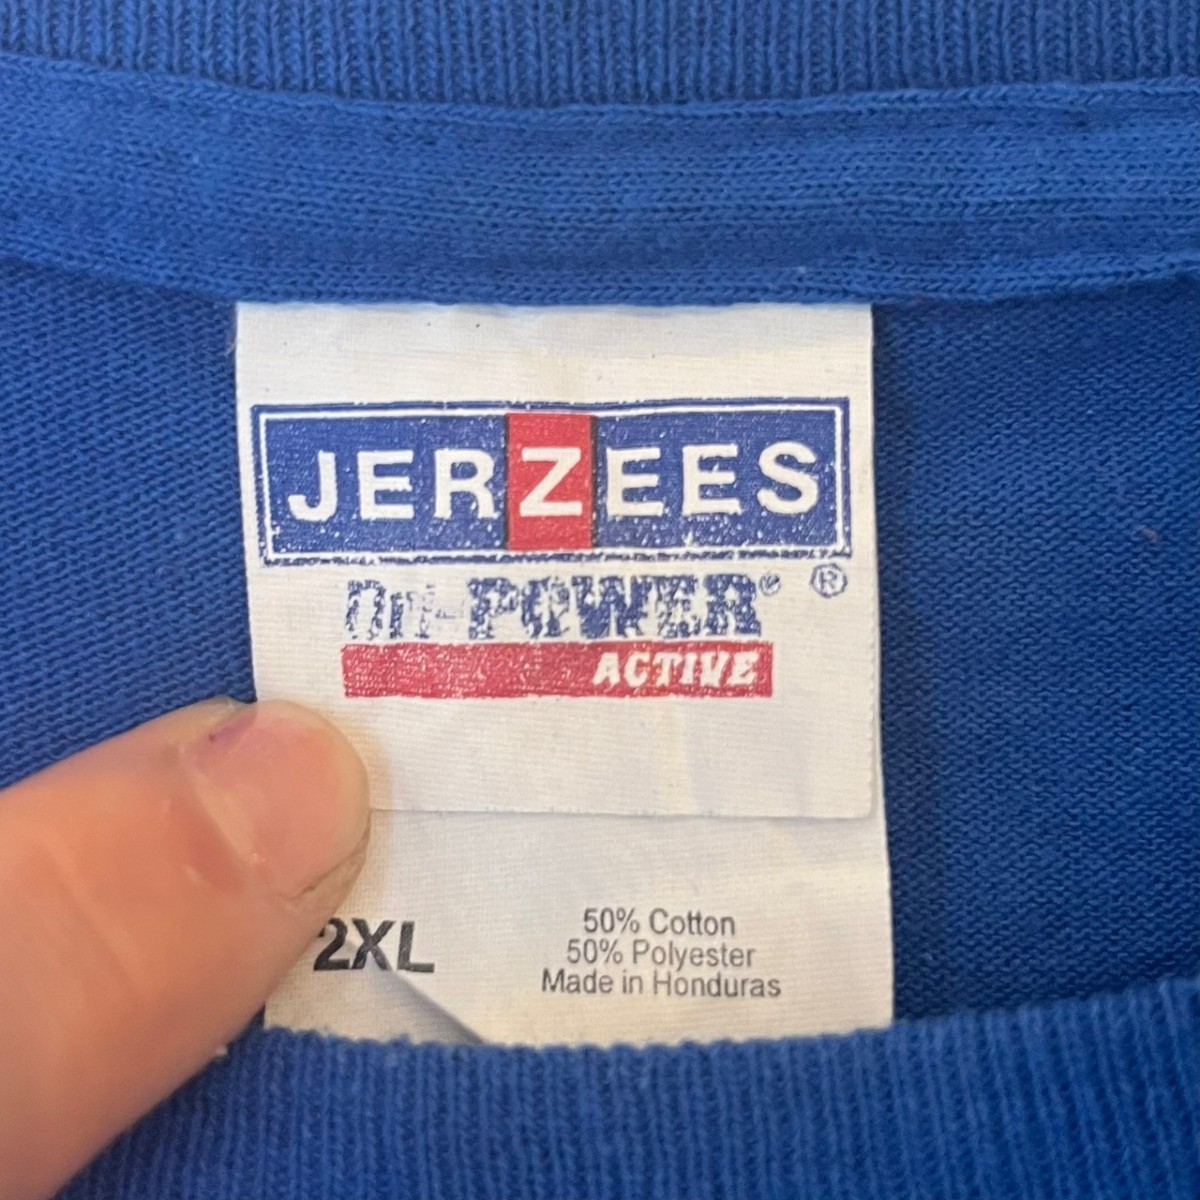 JERZEES
®
Dri-POWER®
ACTIVE
2XL
50% Cotton
50% Polyester
Made in Honduras